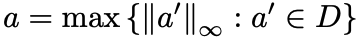 a = max {‖a′‖∞ : a′ ∈ D}